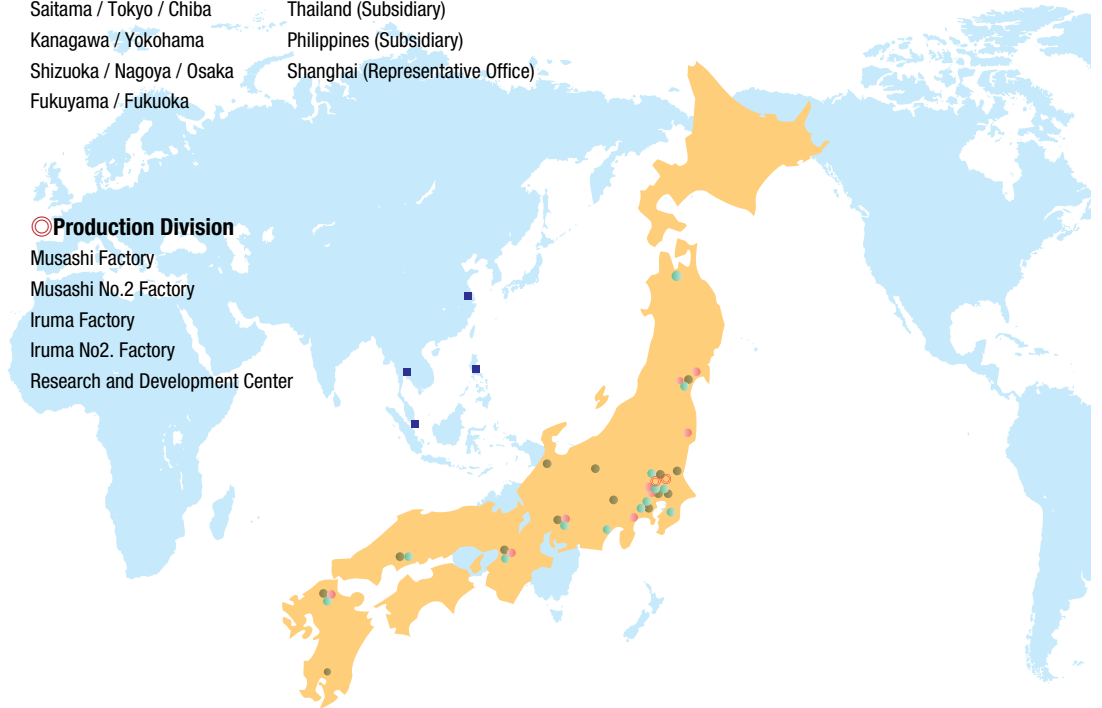 Saitama / Tokyo / Chiba
Kanagawa / Yokohama
Shizuoka / Nagoya / Osaka
Fukuyama / Fukuoka
Thailand (Subsidiary)
Philippines (Subsidiary)
Shanghai (Representative Office)
◎Production Division
Musashi Factory
Musashi No.2 Factory
Iruma Factory
Iruma No2. Factory
Research and Development Center